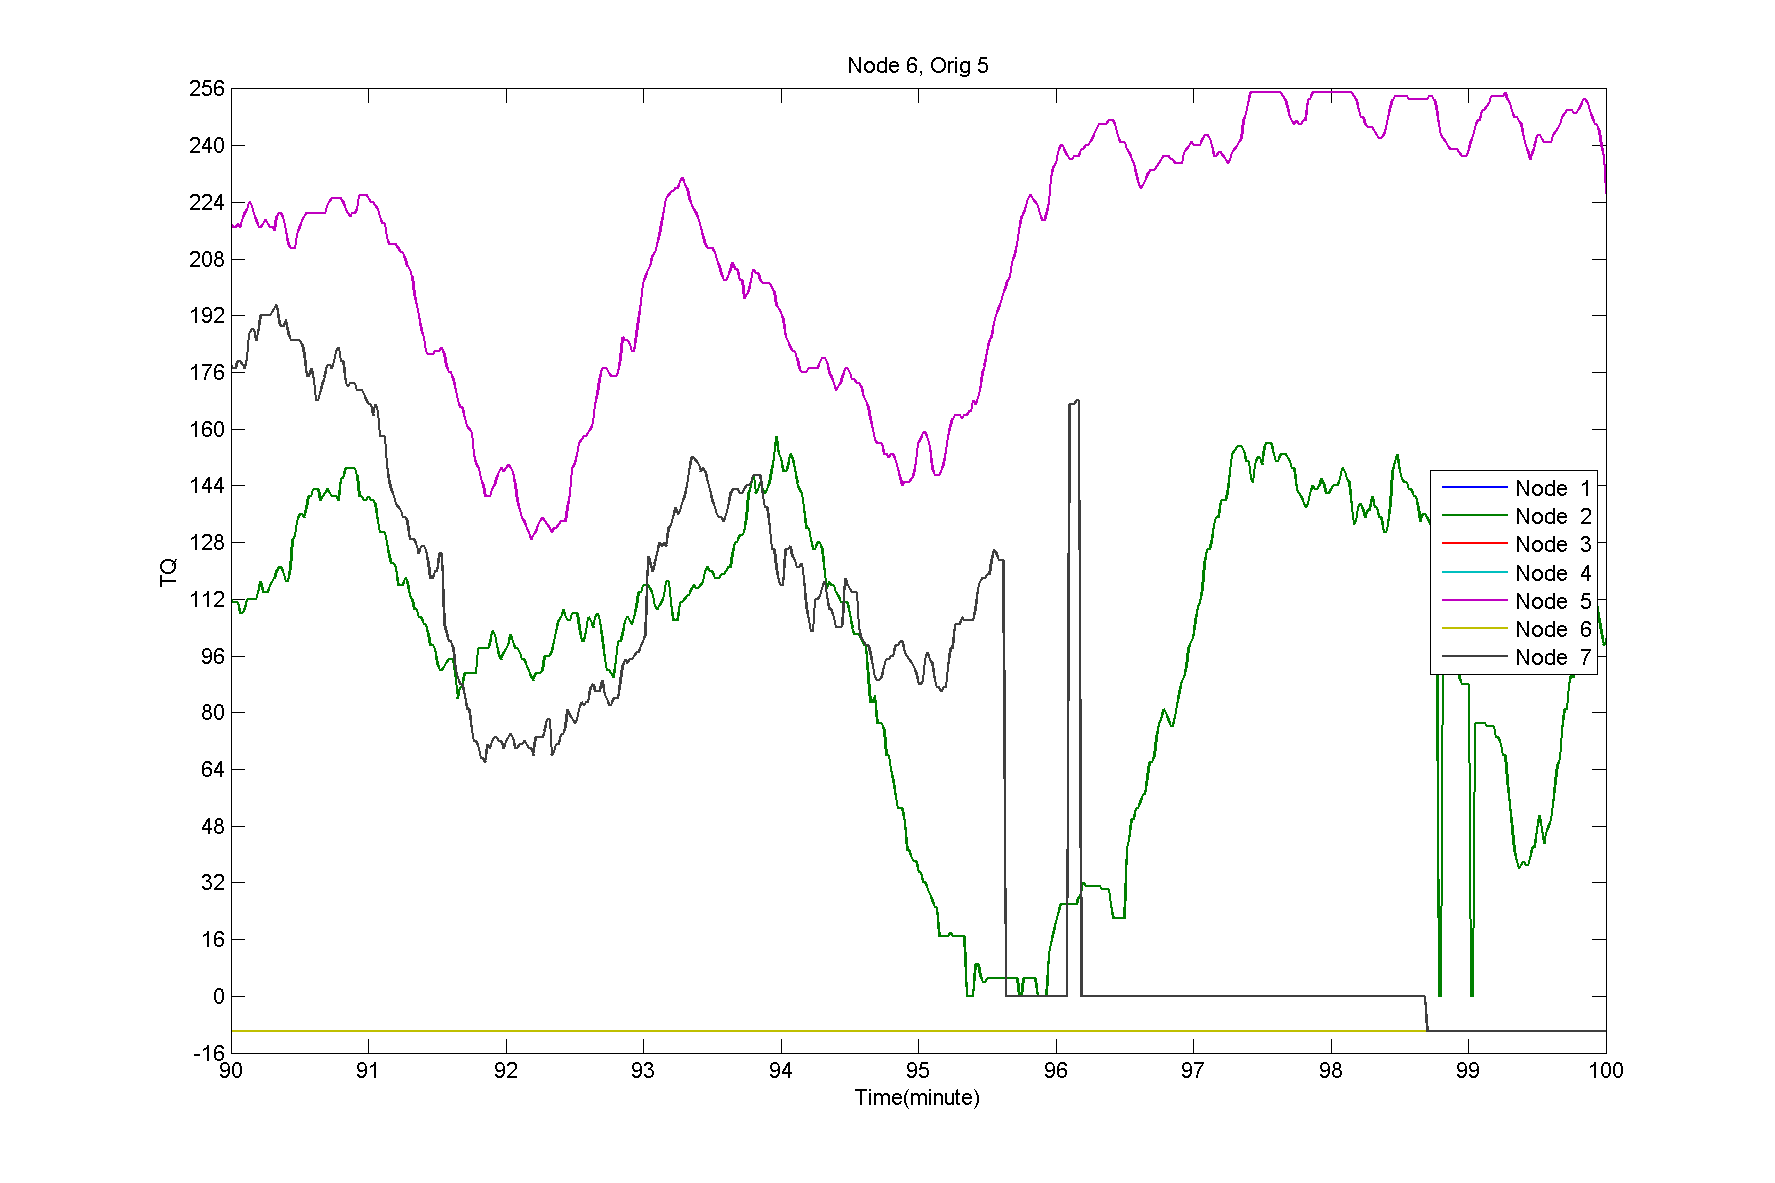 Node 6, Orig 5
256
240
224
208
192
176
160
144
128
112
96
80
64
48
32
16
0
-16
TQ
Node 1
Node 2
Node 3
Node 4
Node 5
Node 6
Node 7
90 91 92 93 94 95 96 97 98 99 100
Time(minute)